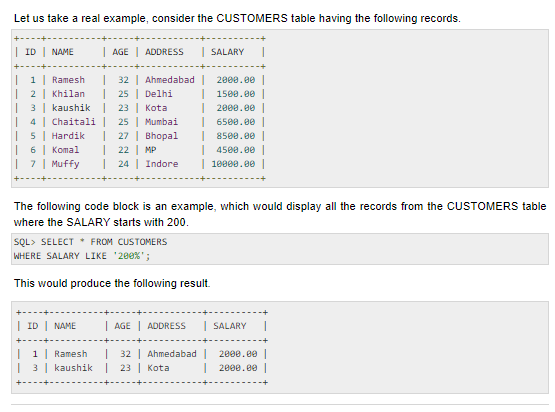 Let us take a real example, consider the CUSTOMERS table having the following records.
+----+----------+-----+-----------+----------+
| ID | NAME     | AGE | ADDRESS   | SALARY   |
+----+----------+-----+-----------+----------+
|  1 | Ramesh   |  32 | Ahmedabad |  2000.00 |
|  2 | Khilan   |  25 | Delhi     |  1500.00 |
|  3 | kaushik  |  23 | Kota      |  2000.00 |
|  4 | Chaitali |  25 | Mumbai    |  6500.00 |
|  5 | Hardik   |  27 | Bhopal    |  8500.00 |
|  6 | Komal    |  22 | MP        |  4500.00 |
|  7 | Muffy    |  24 | Indore    | 10000.00 |
+----+----------+-----+-----------+----------+
The following code block is an example, which would display all the records from the CUSTOMERS table
where the SALARY starts with 200.
SQL> SELECT * FROM CUSTOMERS
WHERE SALARY LIKE '200%';
This would produce the following result.
+----+----------+-----+-----------+----------+
| ID | NAME     | AGE | ADDRESS   | SALARY   |
+----+----------+-----+-----------+----------+
|  1 | Ramesh   |  32 | Ahmedabad |  2000.00 |
|  3 | kaushik  |  23 | Kota      |  2000.00 |
+----+----------+-----+-----------+----------+